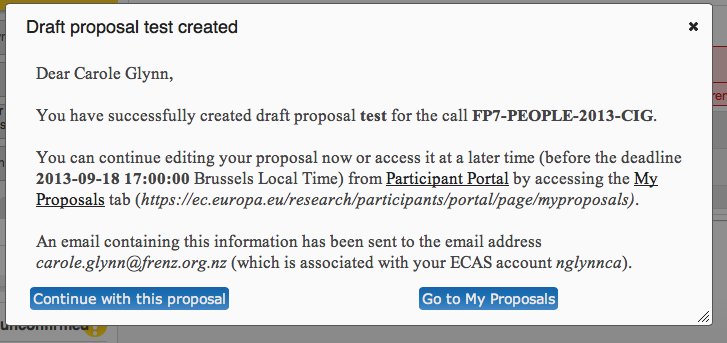 Draft proposal test created
Dear Carole Glynn,
You have successfully created draft proposal test for the call FP7-PEOPLE-2013-CIG.
You can continue editing your proposal now or access it at a later time (before the deadline
2013-09-18 17:00:00 Brussels Local Time) from Participant Portal by accessing the My
Proposals tab (https://ec.europa.eu/research/participants/portal/page/myproposals).
An email containing this information has been sent to the email address
carole.glynn@frenz.org.nz (which is associated with your ECAS account nglynnca).
Continue with this proposal
Go to My Proposals